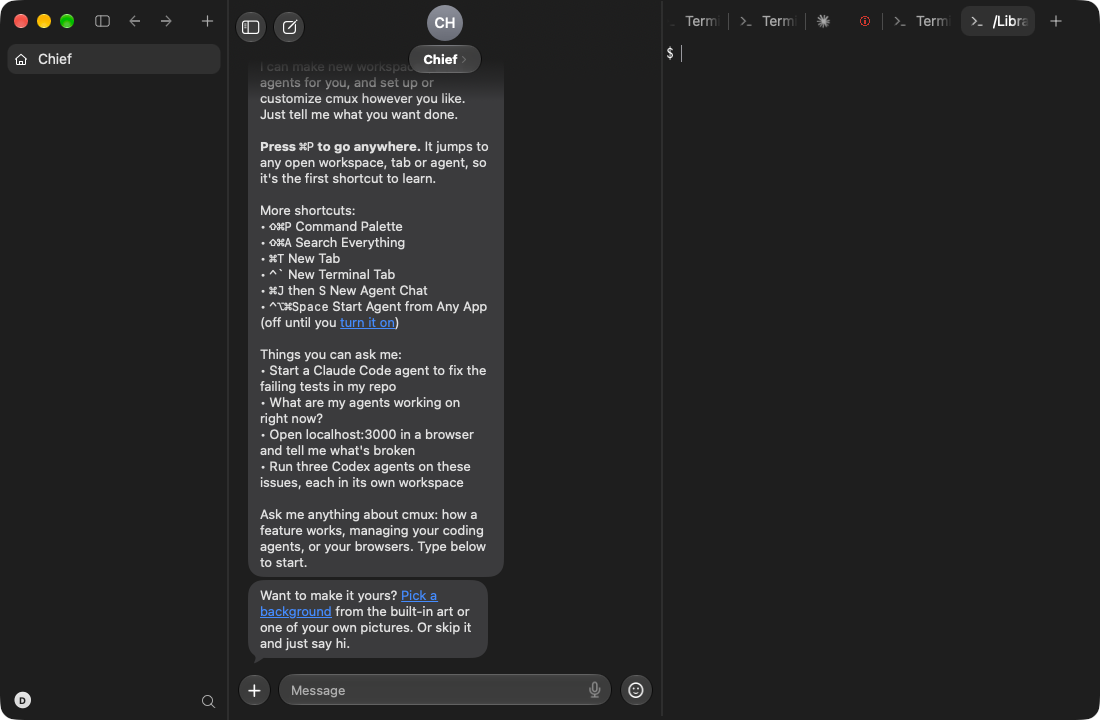 CH
Chief
Termi
Termi
Termi
/Libra
Chief
$
I can make new workspac
agents for you, and set up or
customize cmux however you like.
Just tell me what you want done.
Press ⌘P to go anywhere. It jumps to
any open workspace, tab or agent, so
it's the first shortcut to learn.
More shortcuts:
• ⇧⌘P Command Palette
• ⇧⌘A Search Everything
• ⌘T New Tab
• ^` New Terminal Tab
• ⌘J then S New Agent Chat
• ^⌥⌘Space Start Agent from Any App
(off until you turn it on)
Things you can ask me:
• Start a Claude Code agent to fix the
failing tests in my repo
• What are my agents working on
right now?
• Open localhost:3000 in a browser
and tell me what's broken
• Run three Codex agents on these
issues, each in its own workspace
Ask me anything about cmux: how a
feature works, managing your coding
agents, or your browsers. Type below
to start.
Want to make it yours? Pick a
background from the built-in art or
one of your own pictures. Or skip it
and just say hi.
Message
D